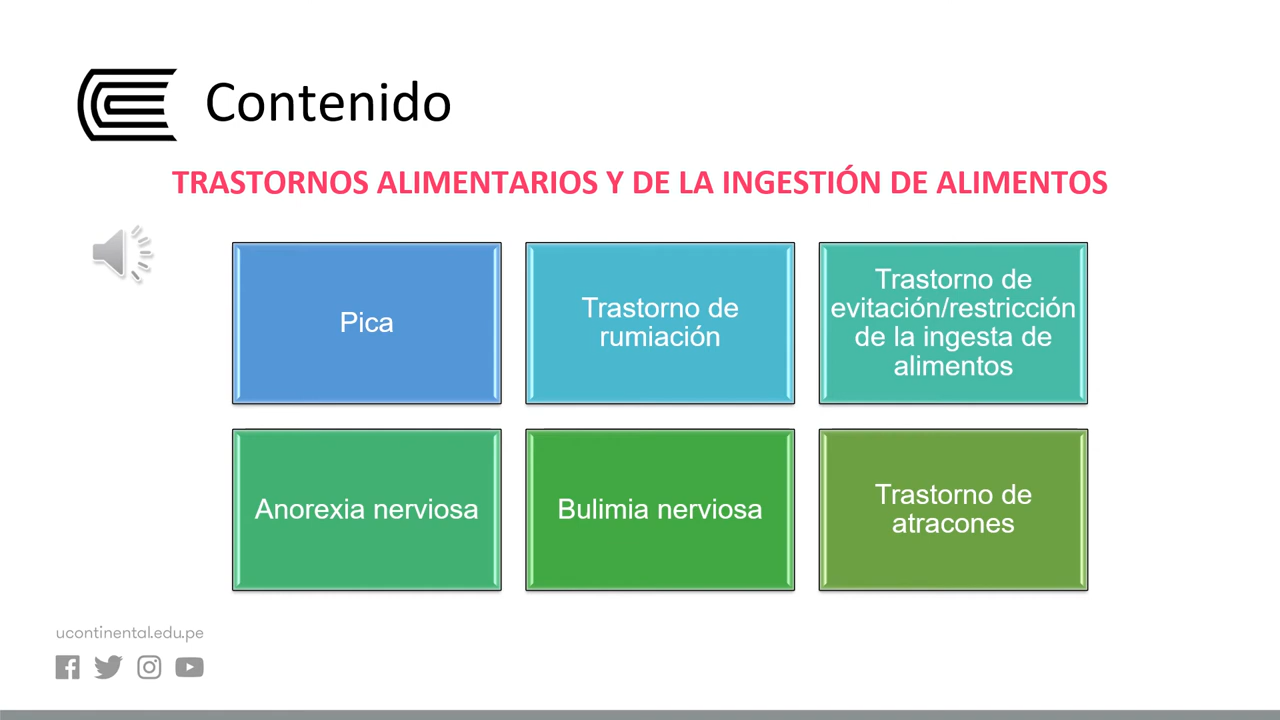 Contenido
TRASTORNOS ALIMENTARIOS Y DE LA INGESTIÓN DE ALIMENTOS
Pica
Trastorno de
rumiación
Trastorno de
evitación/restricción
de la ingesta de
alimentos
Anorexia nerviosa
Bulimia nerviosa
Trastorno de
atracones
ucontinental.edu.pe